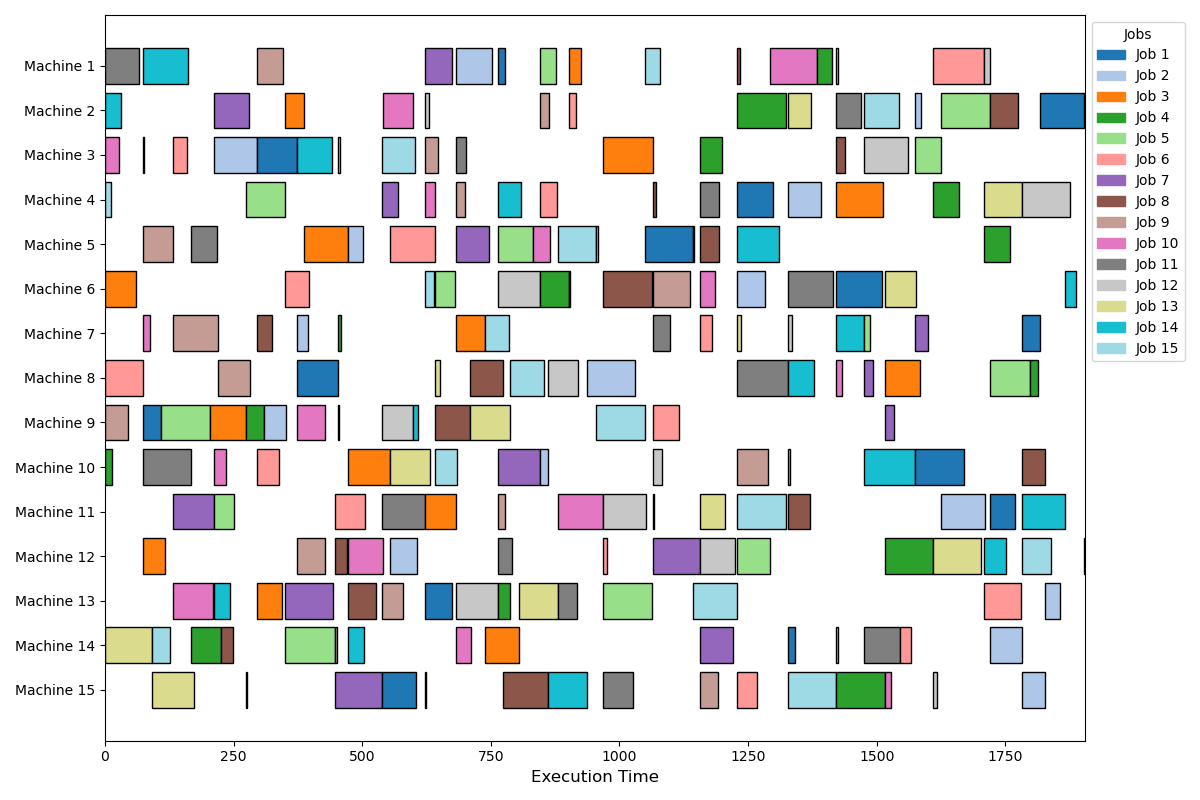 Machine 1
Machine 2
Machine 3
Machine 4
Machine 5
Machine 6
Machine 7
Machine 8
Machine 9
Machine 10
Machine 11
Machine 12
Machine 13
Machine 14
Machine 15
0 250 500 750 1000 1250 1500 1750
Execution Time
Jobs
Job 1
Job 2
Job 3
Job 4
Job 5
Job 6
Job 7
Job 8
Job 9
Job 10
Job 11
Job 12
Job 13
Job 14
Job 15